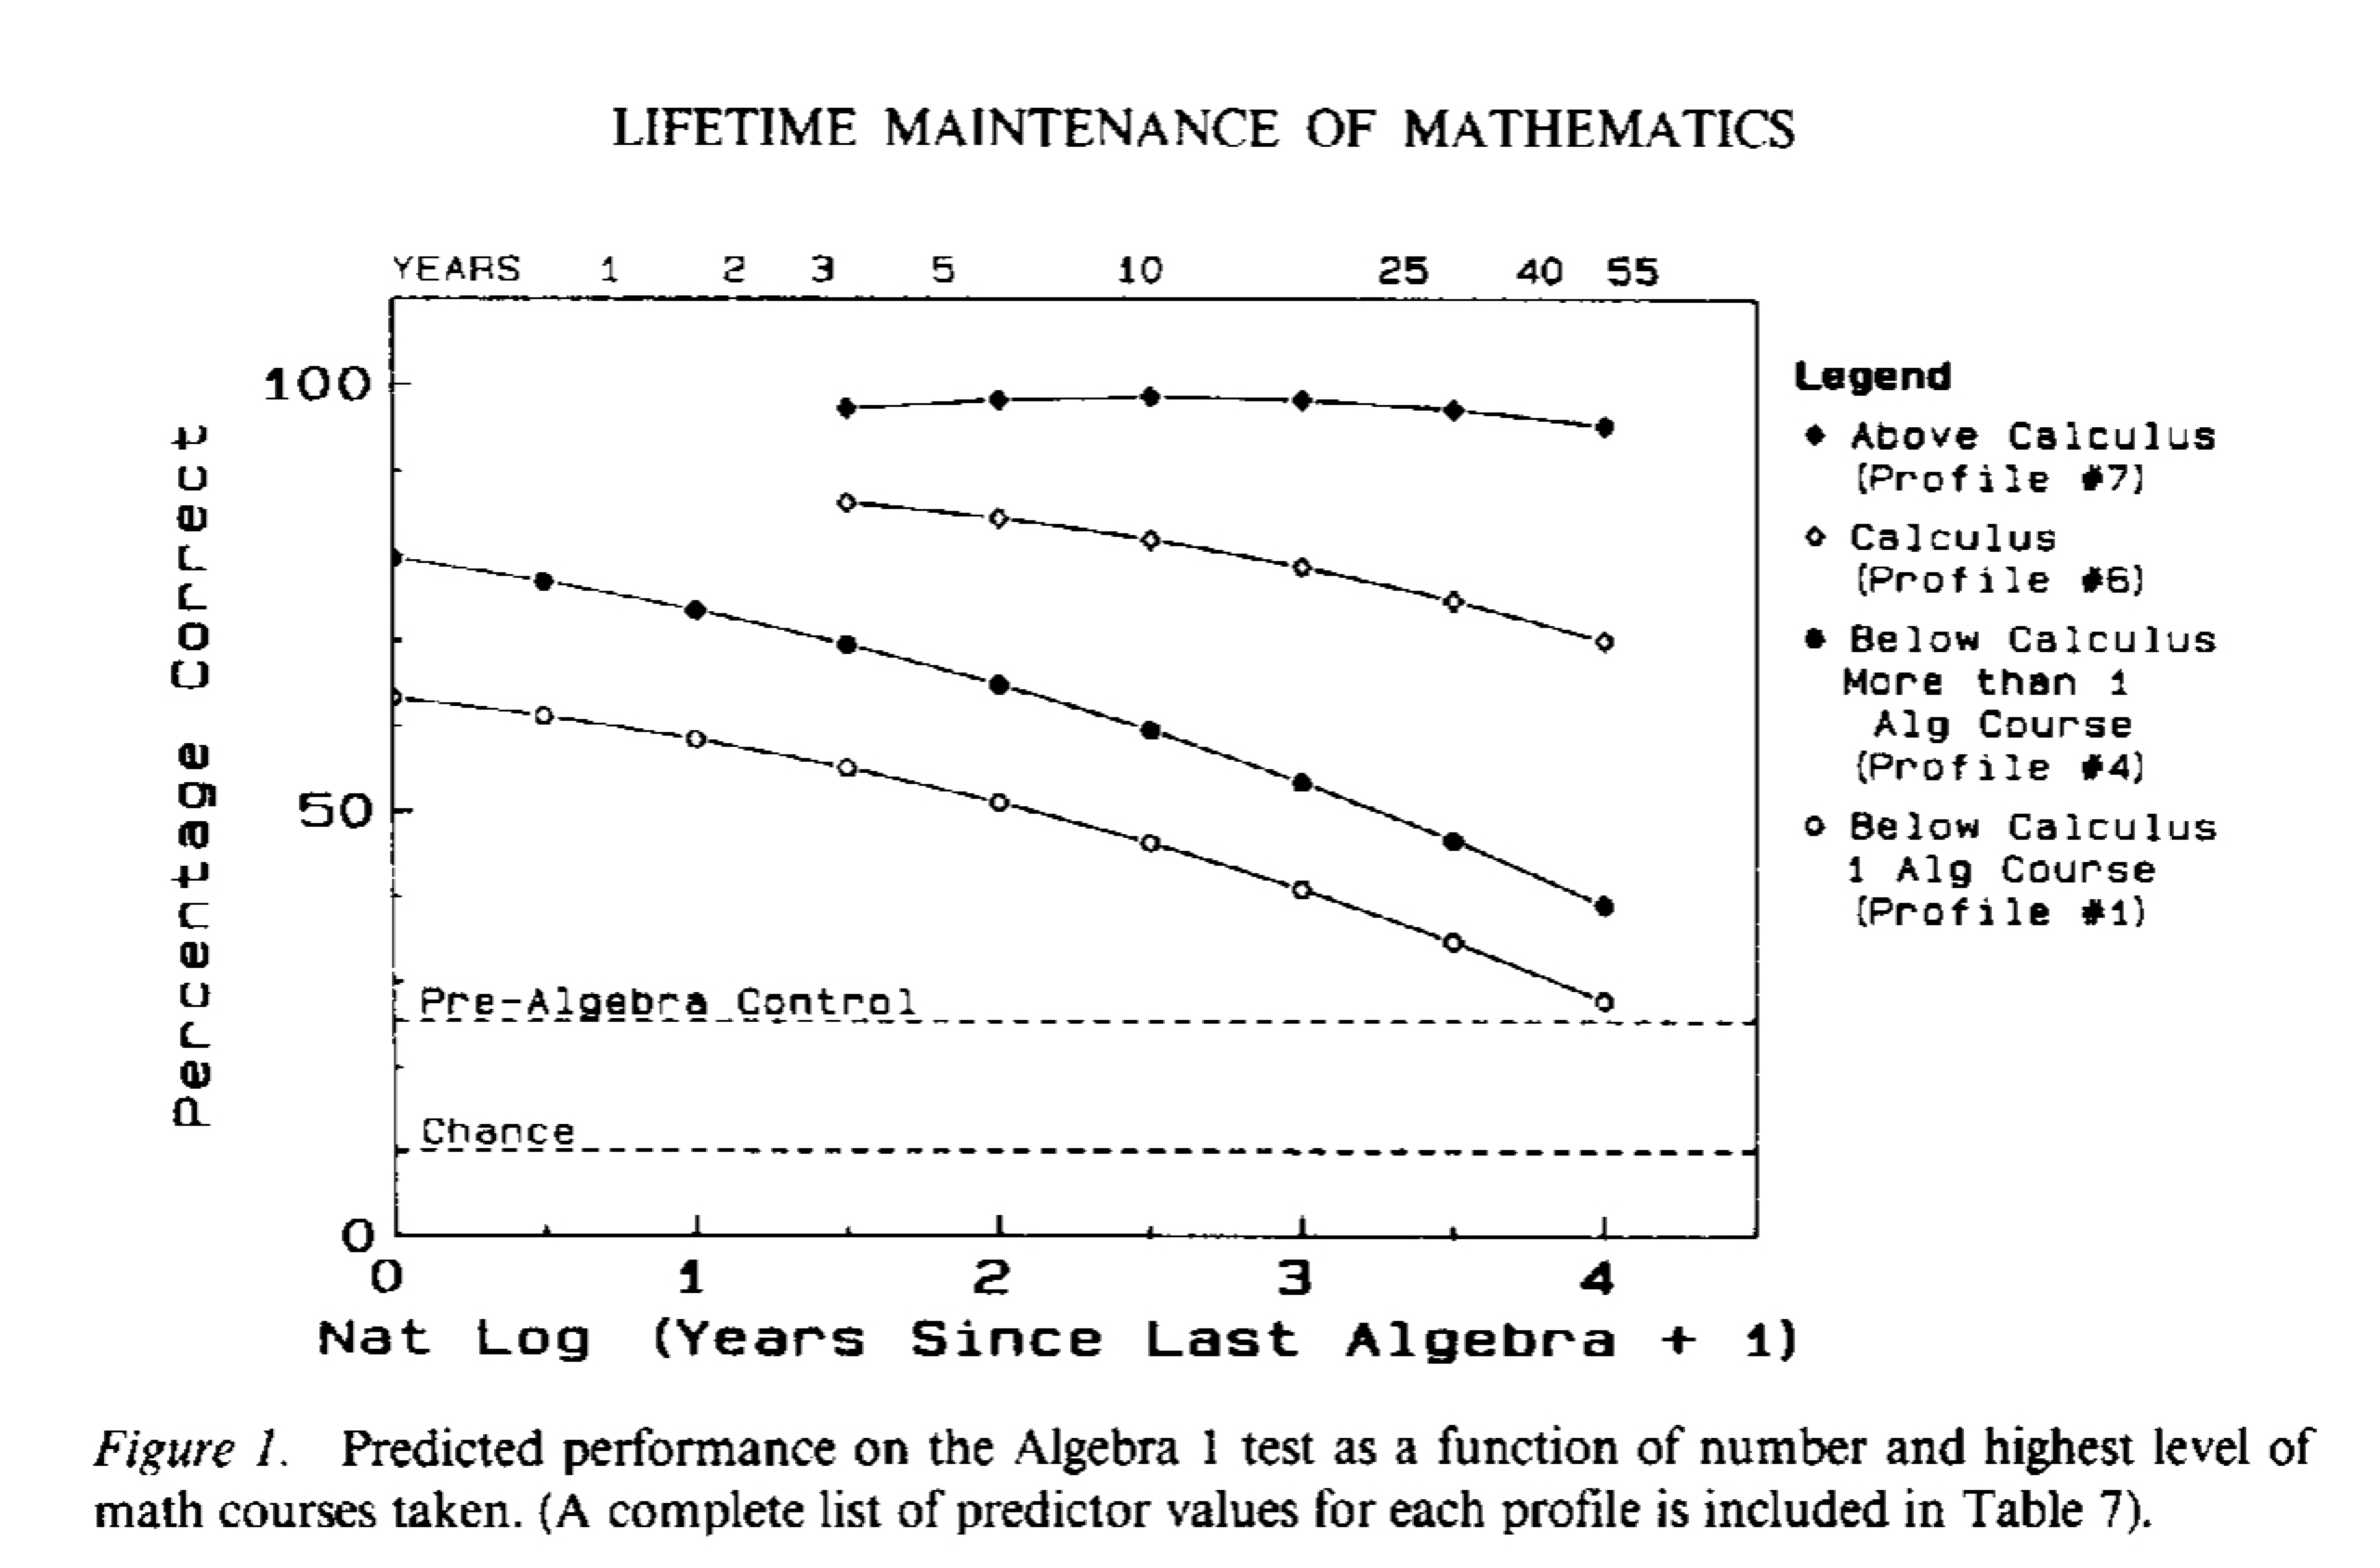 LIFETIME MAINTENANCE OF MATHEMATICS
YEARS 1 2 3 5 10 25 40 55
100
50
0
Percentage Correct
Pre-Algebra Control
Chance
0 1 2 3 4
Nat Log (Years Since Last Algebra + 1)
Legend
Above Calculus
(Profile #7)
Calculus
(Profile #6)
Below Calculus
More than 1
Alg Course
(Profile #4)
Below Calculus
1 Alg Course
(Profile #1)
Figure 1. Predicted performance on the Algebra 1 test as a function of number and highest level of
math courses taken. (A complete list of predictor values for each profile is included in Table 7).